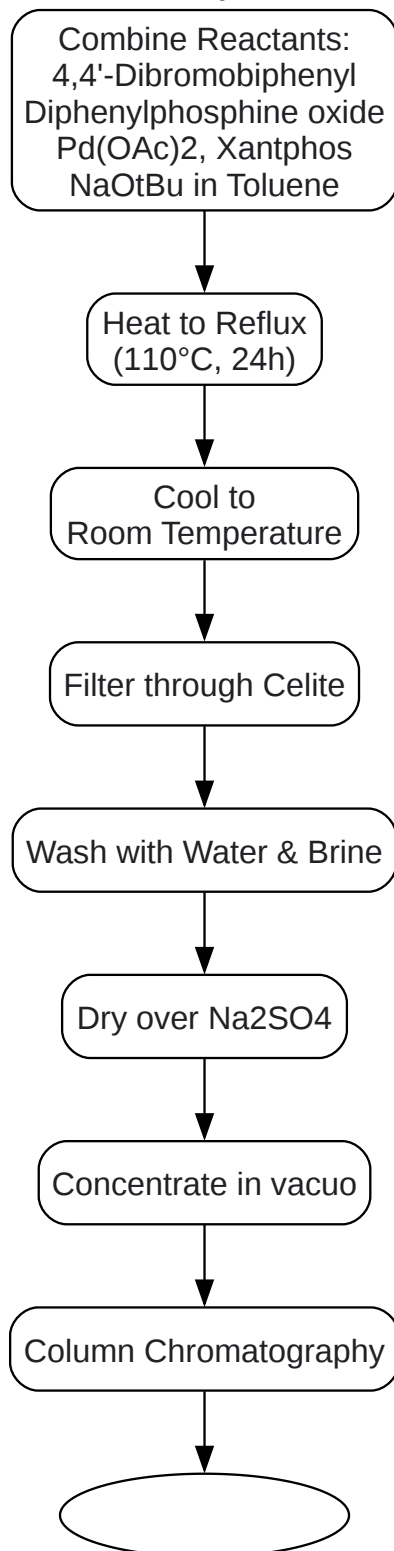 Combine Reactants:
4,4'-Dibromobiphenyl
Diphenylphosphine oxide
Pd(OAc)2, Xantphos
NaOtBu in Toluene
Heat to Reflux
(110°C, 24h)
Cool to
Room Temperature
Filter through Celite
Wash with Water & Brine
Dry over Na2SO4
Concentrate in vacuo
Column Chromatography